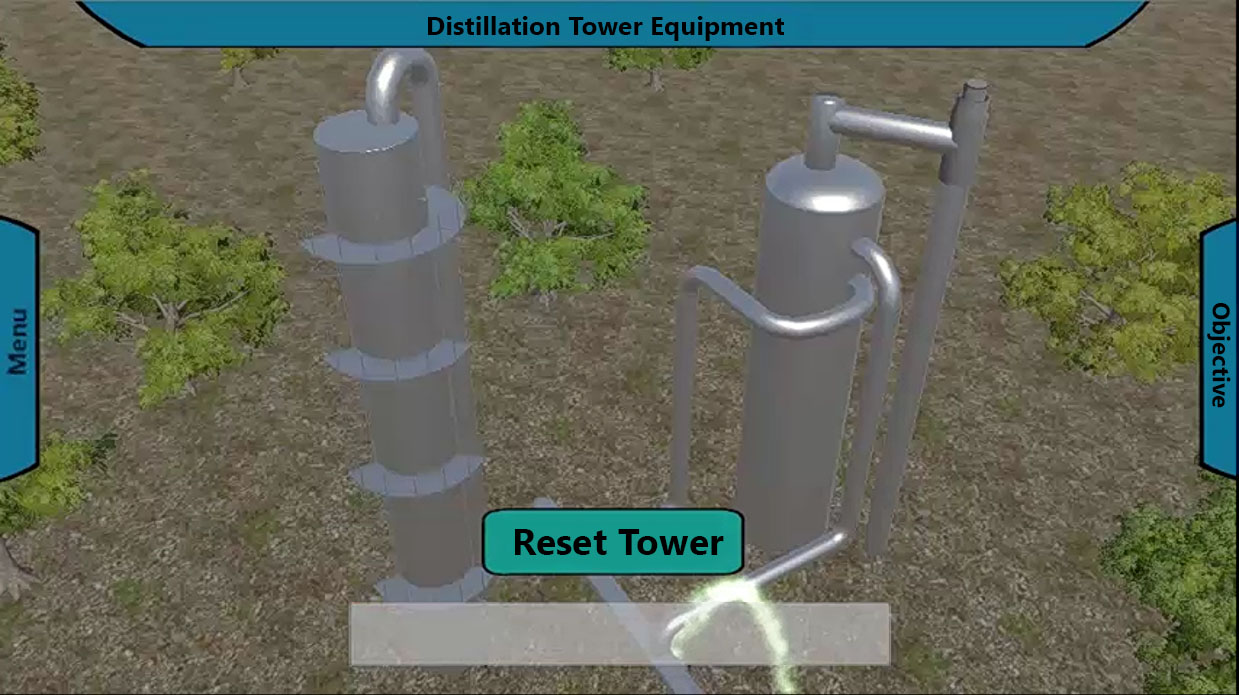 Distillation Tower Equipment
Menu
Objective
Reset Tower